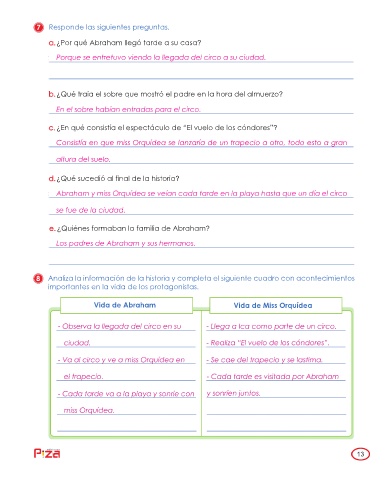 7 Responde las siguientes preguntas.
a. ¿Por qué Abraham llegó tarde a su casa?
Porque se entretuvo viendo la llegada del circo a su ciudad.
b. ¿Qué traía el sobre que mostró el padre en la hora del almuerzo?
En el sobre habían entradas para el circo.
c. ¿En qué consistía el espectáculo de "El vuelo de los cóndores"?
Consistía en que miss Orquídea se lanzaría de un trapecio a otro, todo esto a gran
altura del suelo.
d. ¿Qué sucedió al final de la historia?
Abraham y miss Orquídea se veían cada tarde en la playa hasta que un día el circo
se fue de la ciudad.
e. ¿Quiénes formaban la familia de Abraham?
Los padres de Abraham y sus hermanos.
8 Analiza la información de la historia y completa el siguiente cuadro con acontecimientos
importantes en la vida de los protagonistas.
Vida de Abraham
- Observa la llegada del circo en su
ciudad.
- Va al circo y ve a miss Orquídea en
el trapecio.
- Cada tarde va a la playa y sonríe con
miss Orquídea.
Vida de Miss Orquídea
- Llega a Ica como parte de un circo.
- Realiza "El vuelo de los cóndores".
- Se cae del trapecio y se lastima.
- Cada tarde es visitada por Abraham
y sonríen juntos.
13